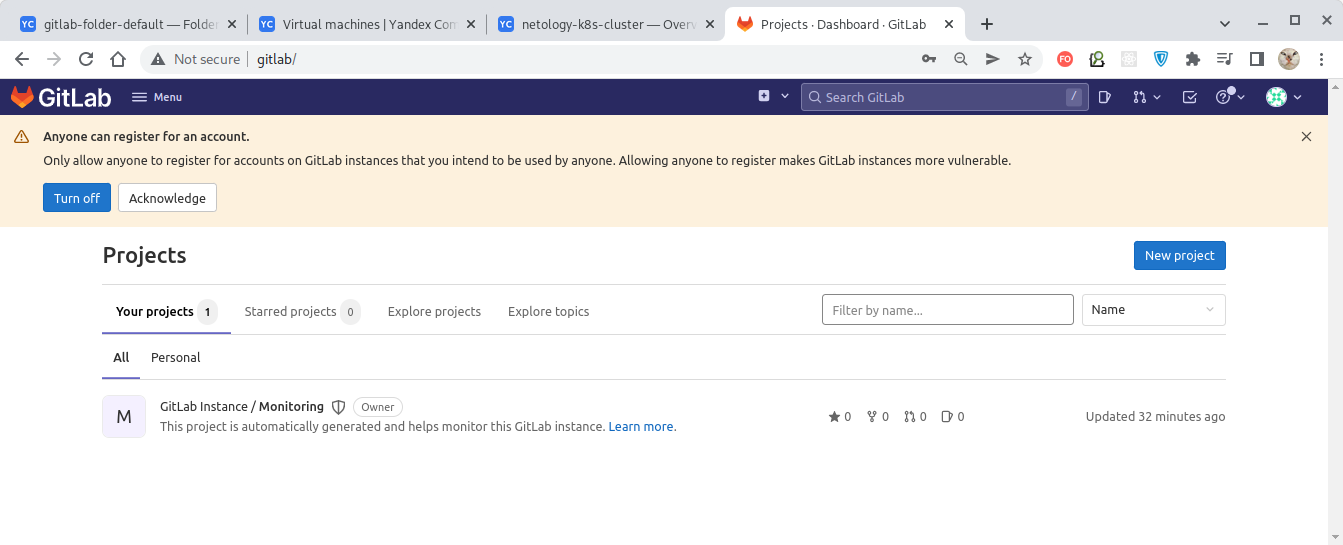 YC gitlab-folder-default — Folder
YC Virtual machines | Yandex Com
YC netology-k8s-cluster — Overv
Projects · Dashboard · GitLab
Not secure gitlab/
FO
GitLab Menu Search GitLab /
Anyone can register for an account.
Only allow anyone to register for accounts on GitLab instances that you intend to be used by anyone. Allowing anyone to register makes GitLab instances more vulnerable.
Turn off Acknowledge
Projects New project
Your projects 1 Starred projects 0 Explore projects Explore topics Filter by name... Name
All Personal
M GitLab Instance / Monitoring Owner 0 0 0 0 Updated 32 minutes ago
This project is automatically generated and helps monitor this GitLab instance. Learn more.